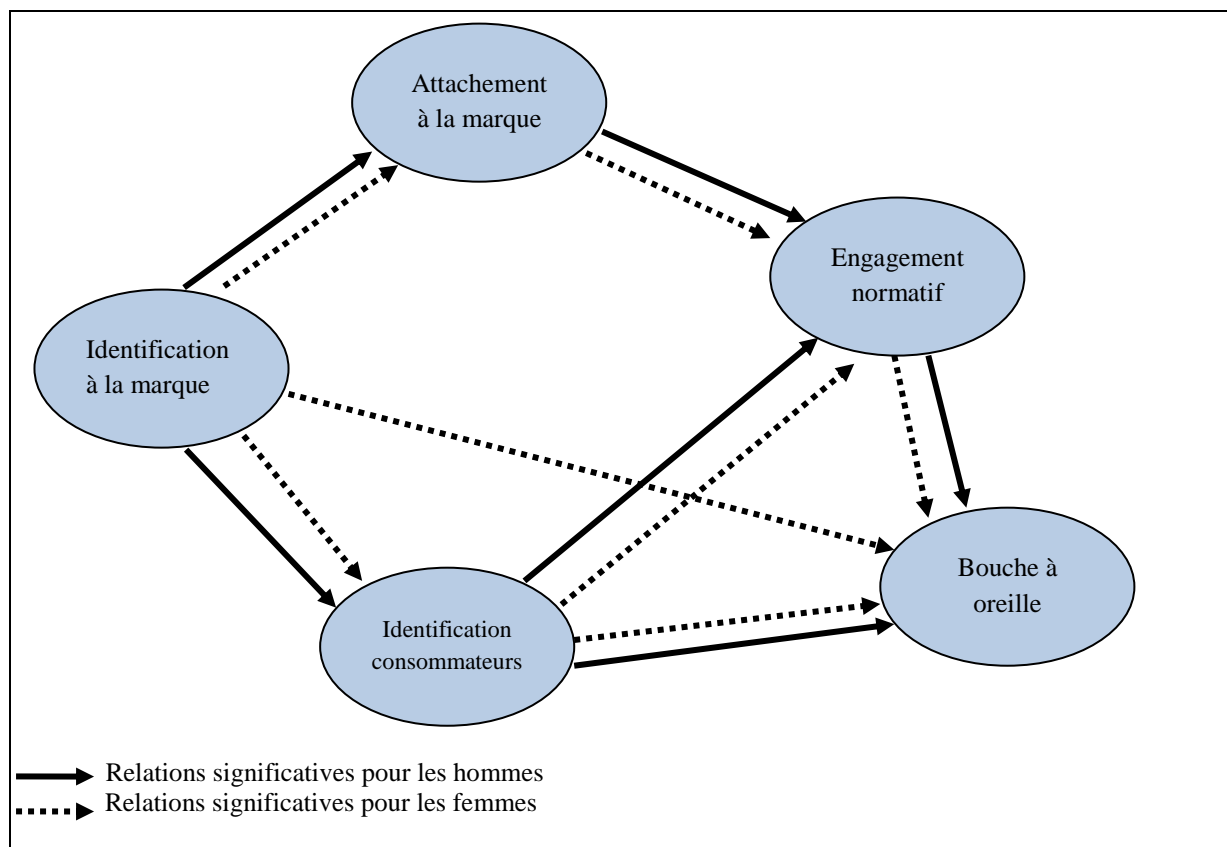 Attachement
à la marque
Engagement
normatif
Identification
à la marque
Bouche à
oreille
Identification
consommateurs
Relations significatives pour les hommes
Relations significatives pour les femmes